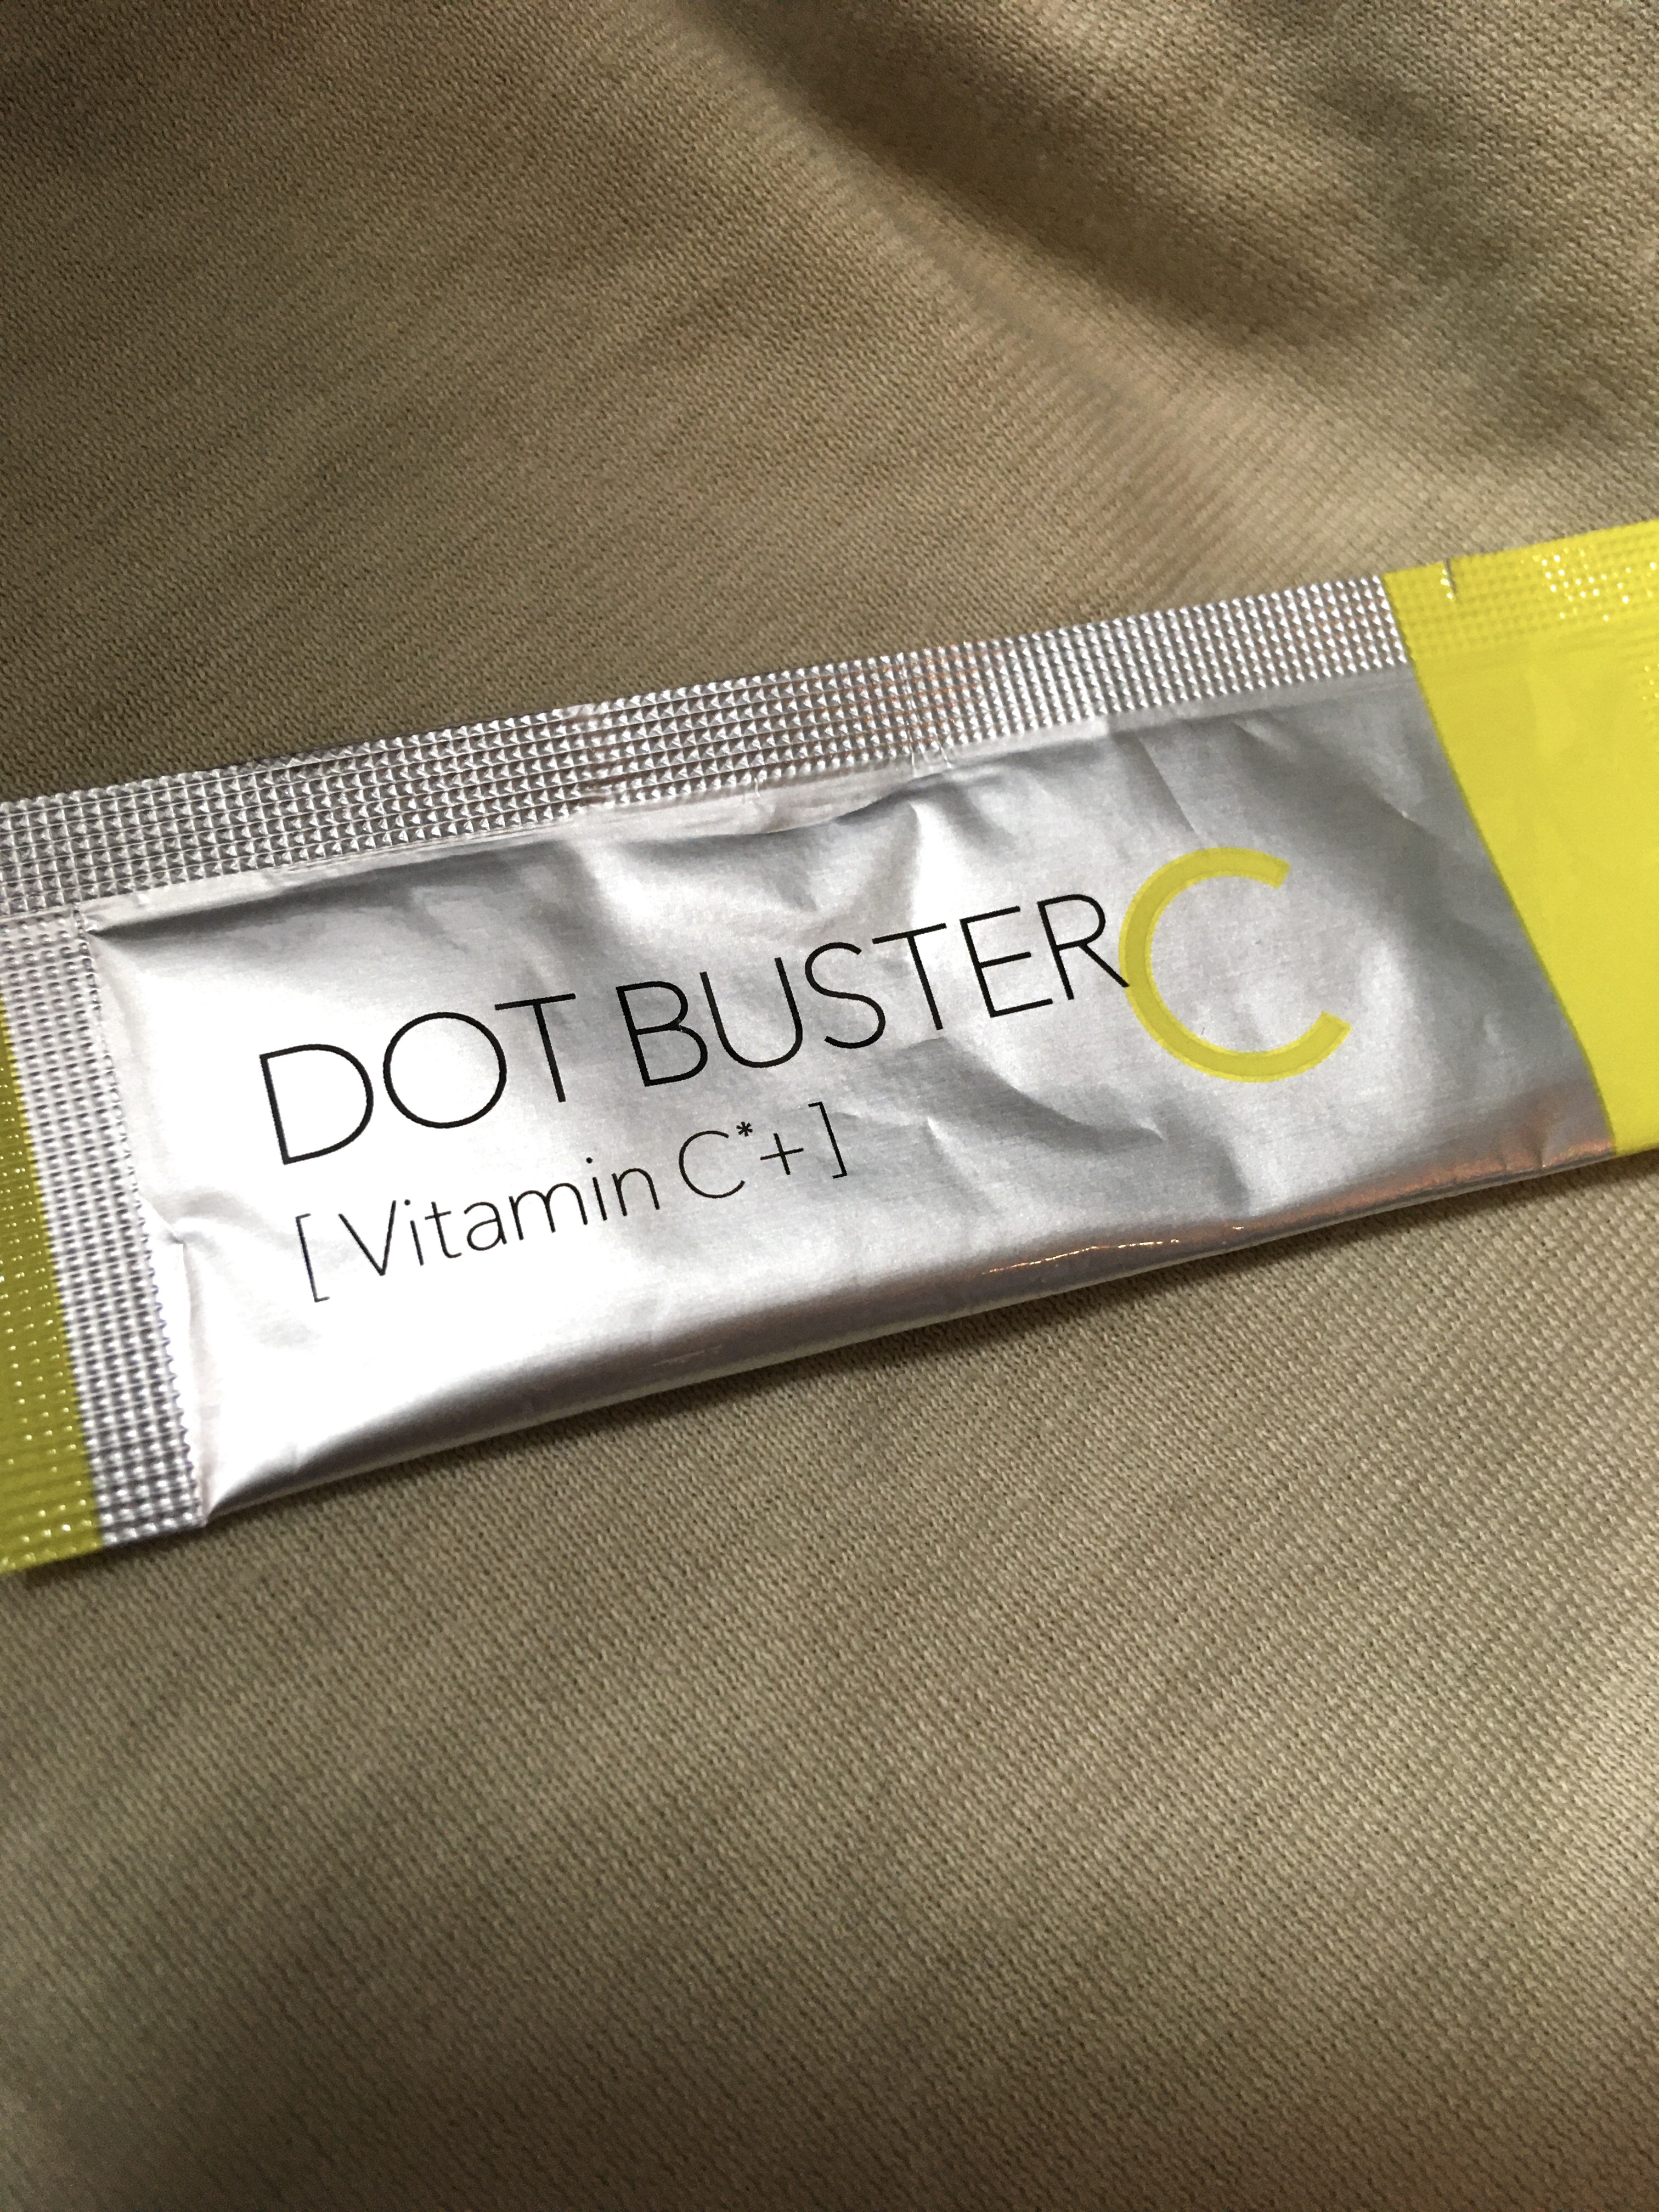 DOT BUSTER C
[ Vitamin C*+ ]